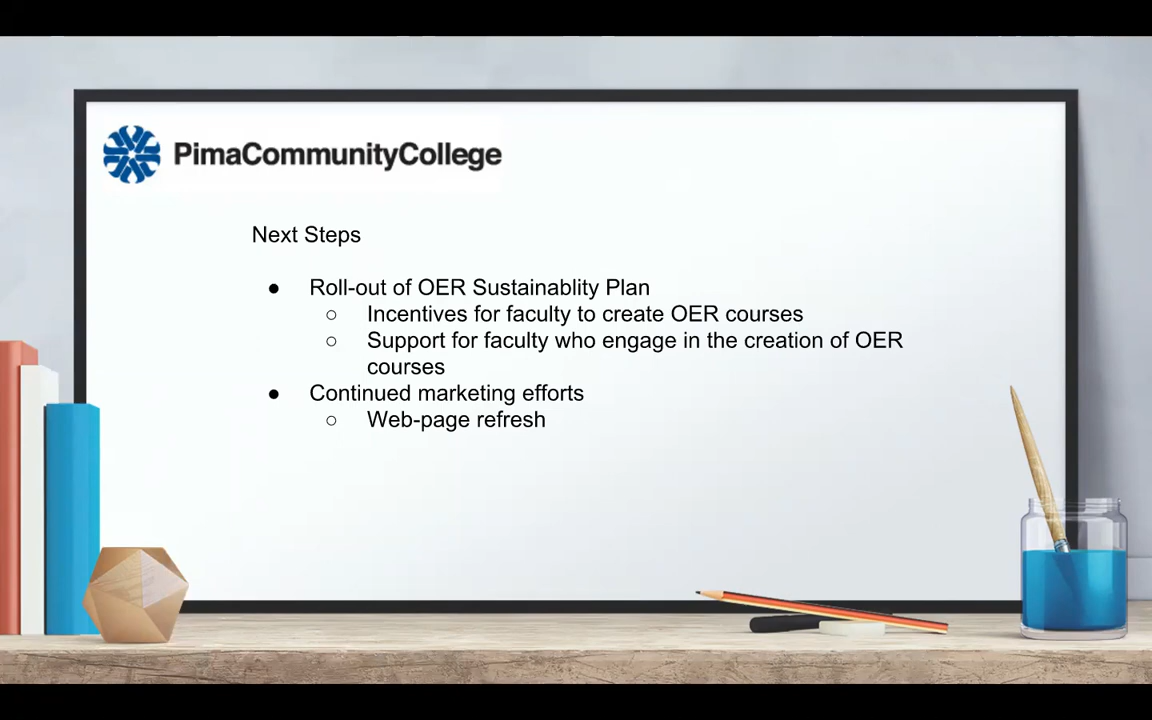 PimaCommunityCollege
Next Steps
● Roll-out of OER Sustainablity Plan
○ Incentives for faculty to create OER courses
○ Support for faculty who engage in the creation of OER
courses
● Continued marketing efforts
○ Web-page refresh